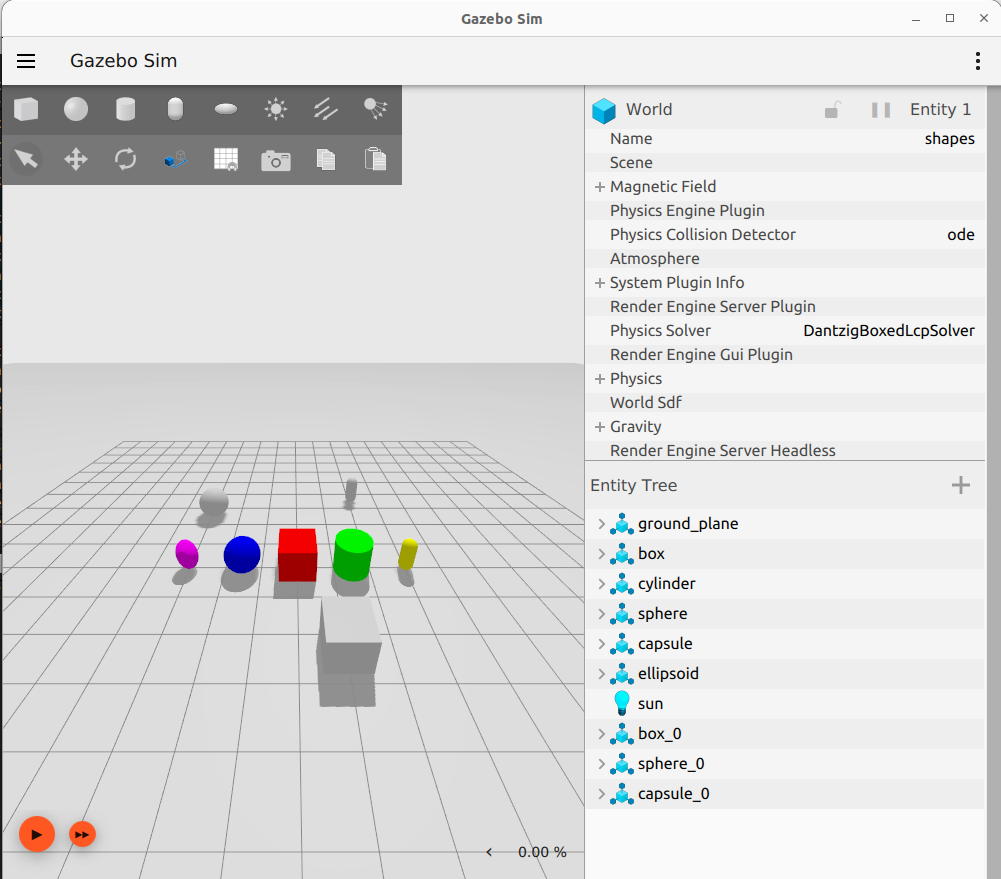 Gazebo Sim
Gazebo Sim
World Entity 1
Name shapes
Scene
Magnetic Field
Physics Engine Plugin
Physics Collision Detector ode
Atmosphere
System Plugin Info
Render Engine Server Plugin
Physics Solver DantzigBoxedLcpSolver
Render Engine Gui Plugin
Physics
World Sdf
Gravity
Render Engine Server Headless
Entity Tree
ground_plane
box
cylinder
sphere
capsule
ellipsoid
sun
box_0
sphere_0
capsule_0
0.00 %